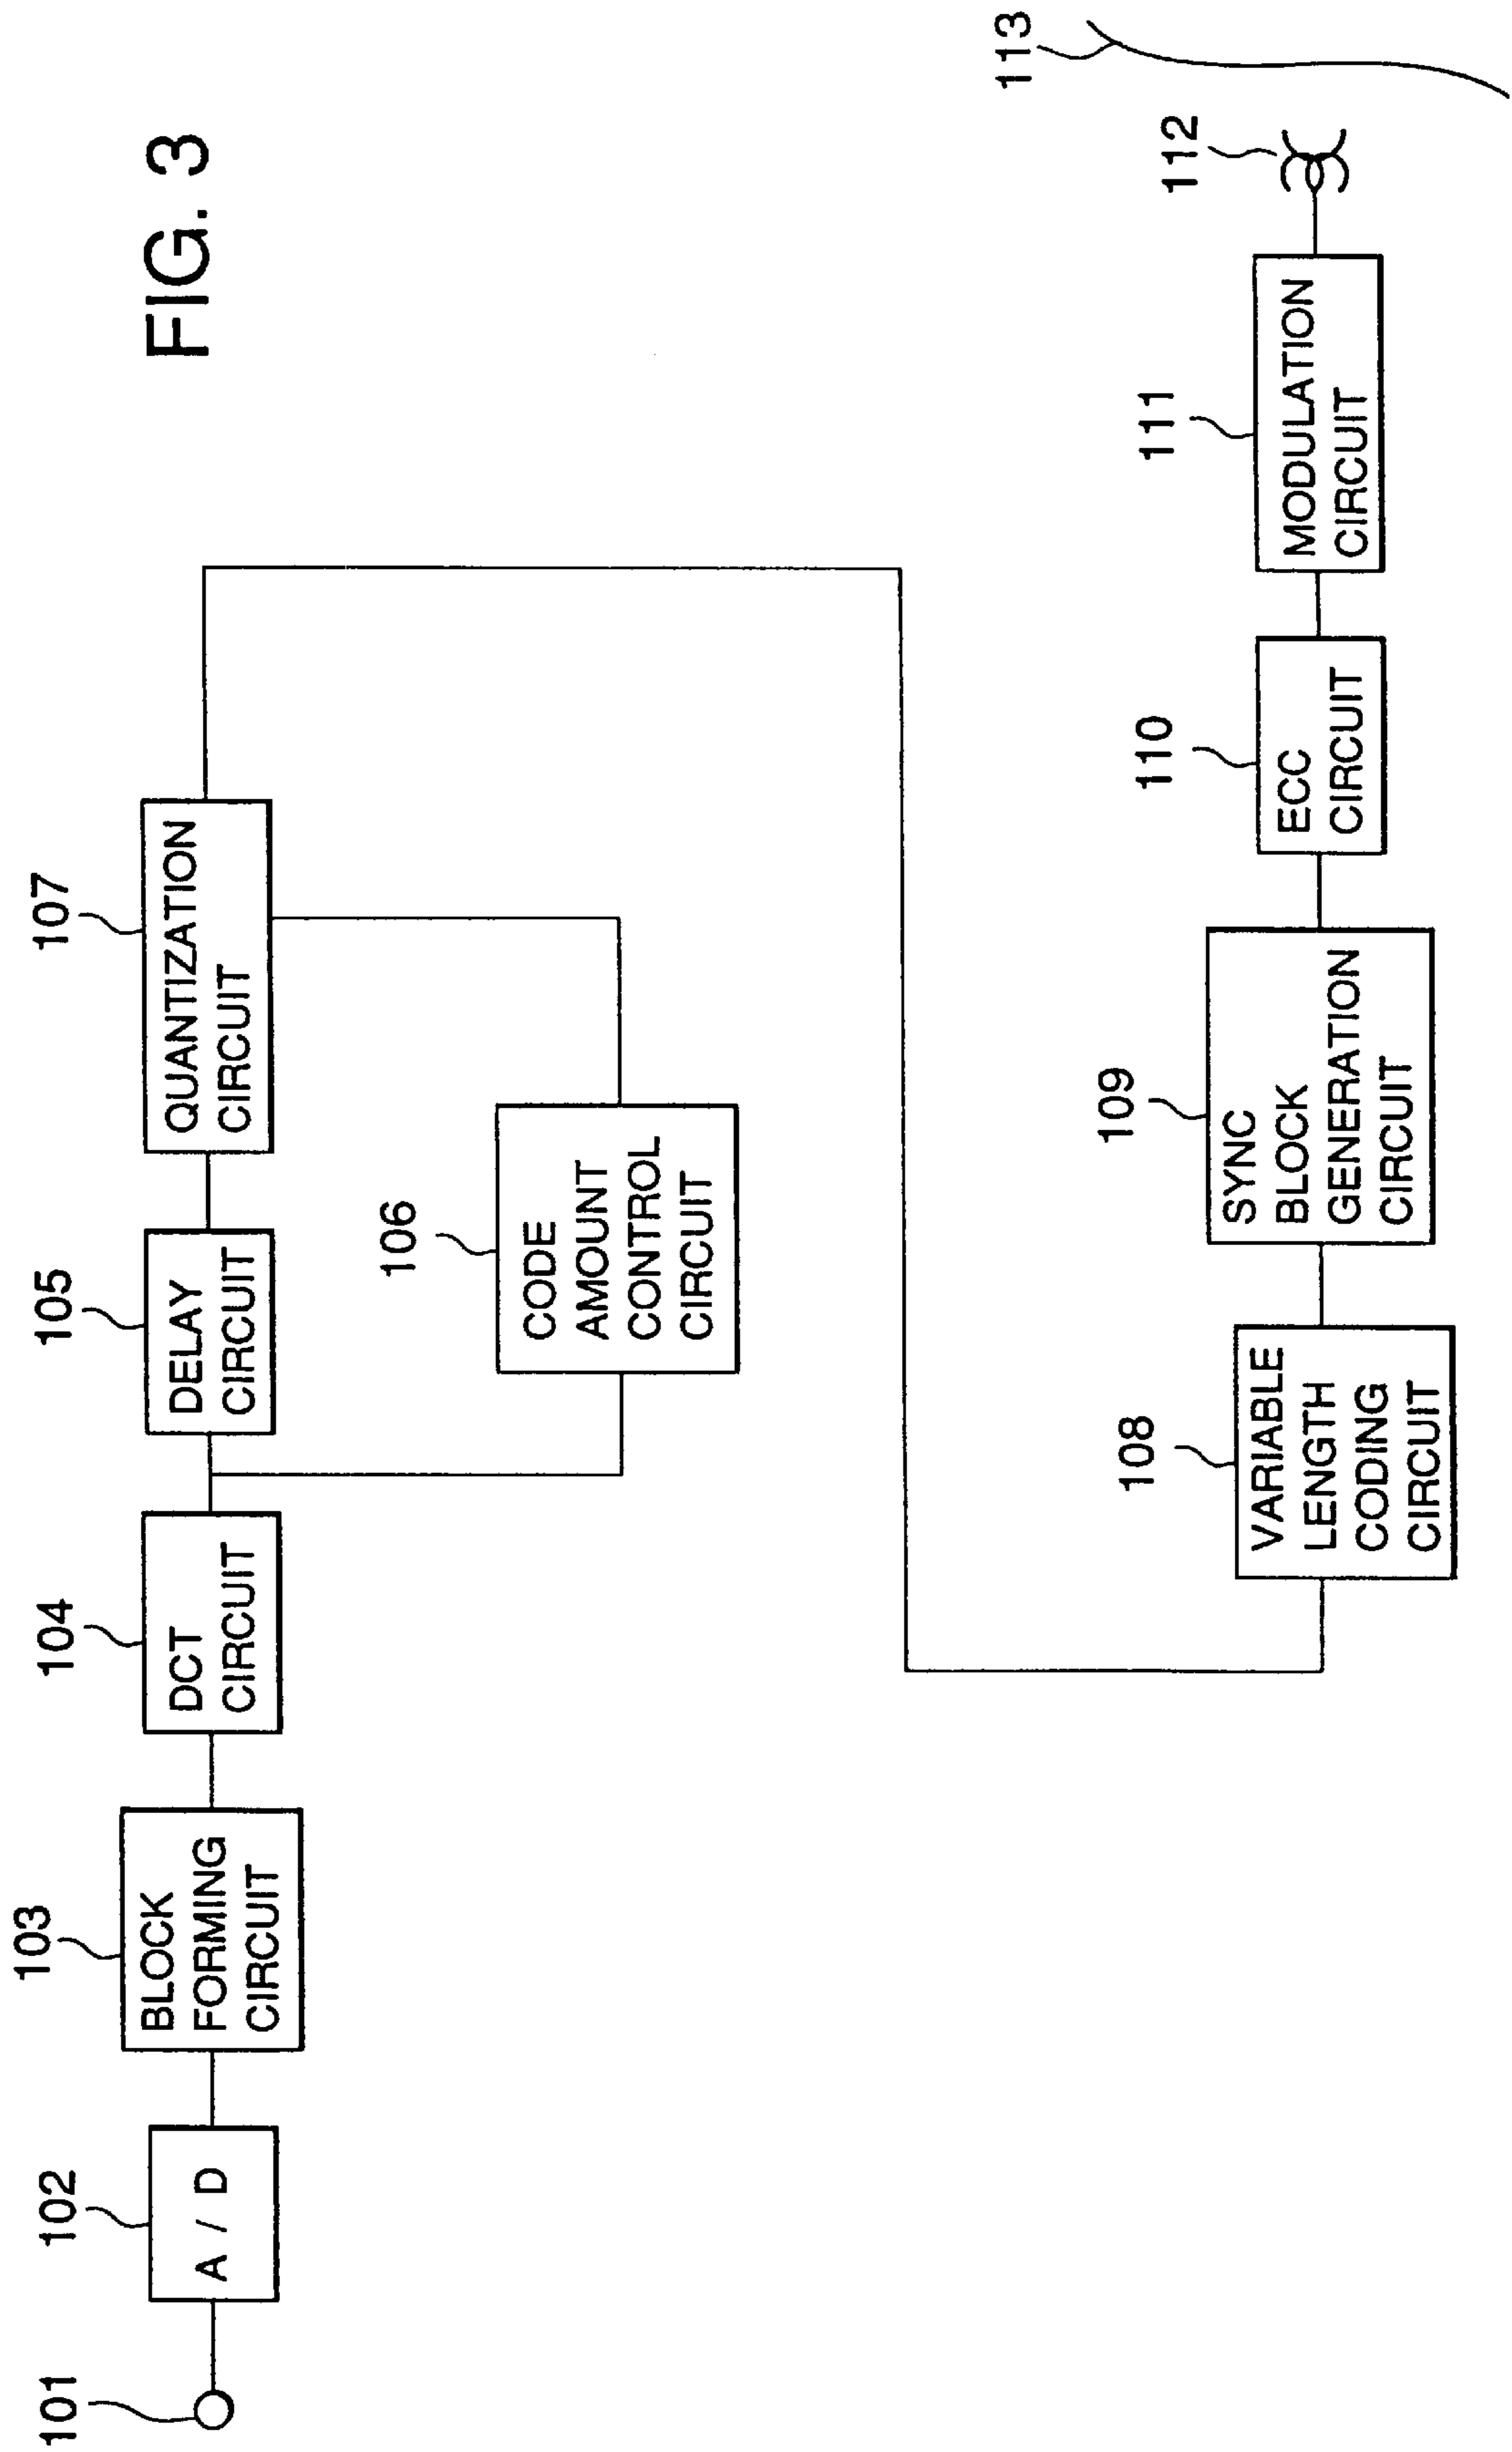 FIG. 3
101
102
A / D
103
BLOCK
FORMING
CIRCUIT
104
DCT
CIRCUIT
105
DELAY
CIRCUIT
107
QUANTIZATION
CIRCUIT
106
CODE
AMOUNT
CONTROL
CIRCUIT
108
VARIABLE
LENGTH
CODING
CIRCUIT
109
SYNC
BLOCK
GENERATION
CIRCUIT
110
ECC
CIRCUIT
111
MODULATION
CIRCUIT
112
113